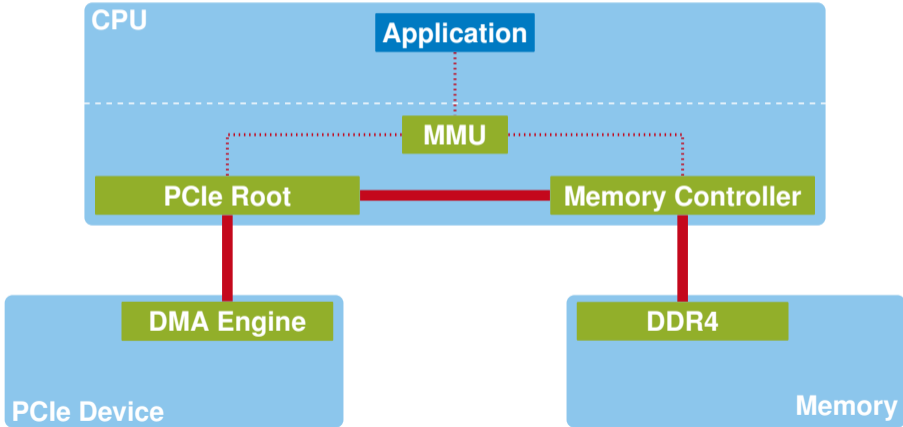 CPU
Application
MMU
PCIe Root
Memory Controller
DMA Engine
DDR4
PCIe Device
Memory